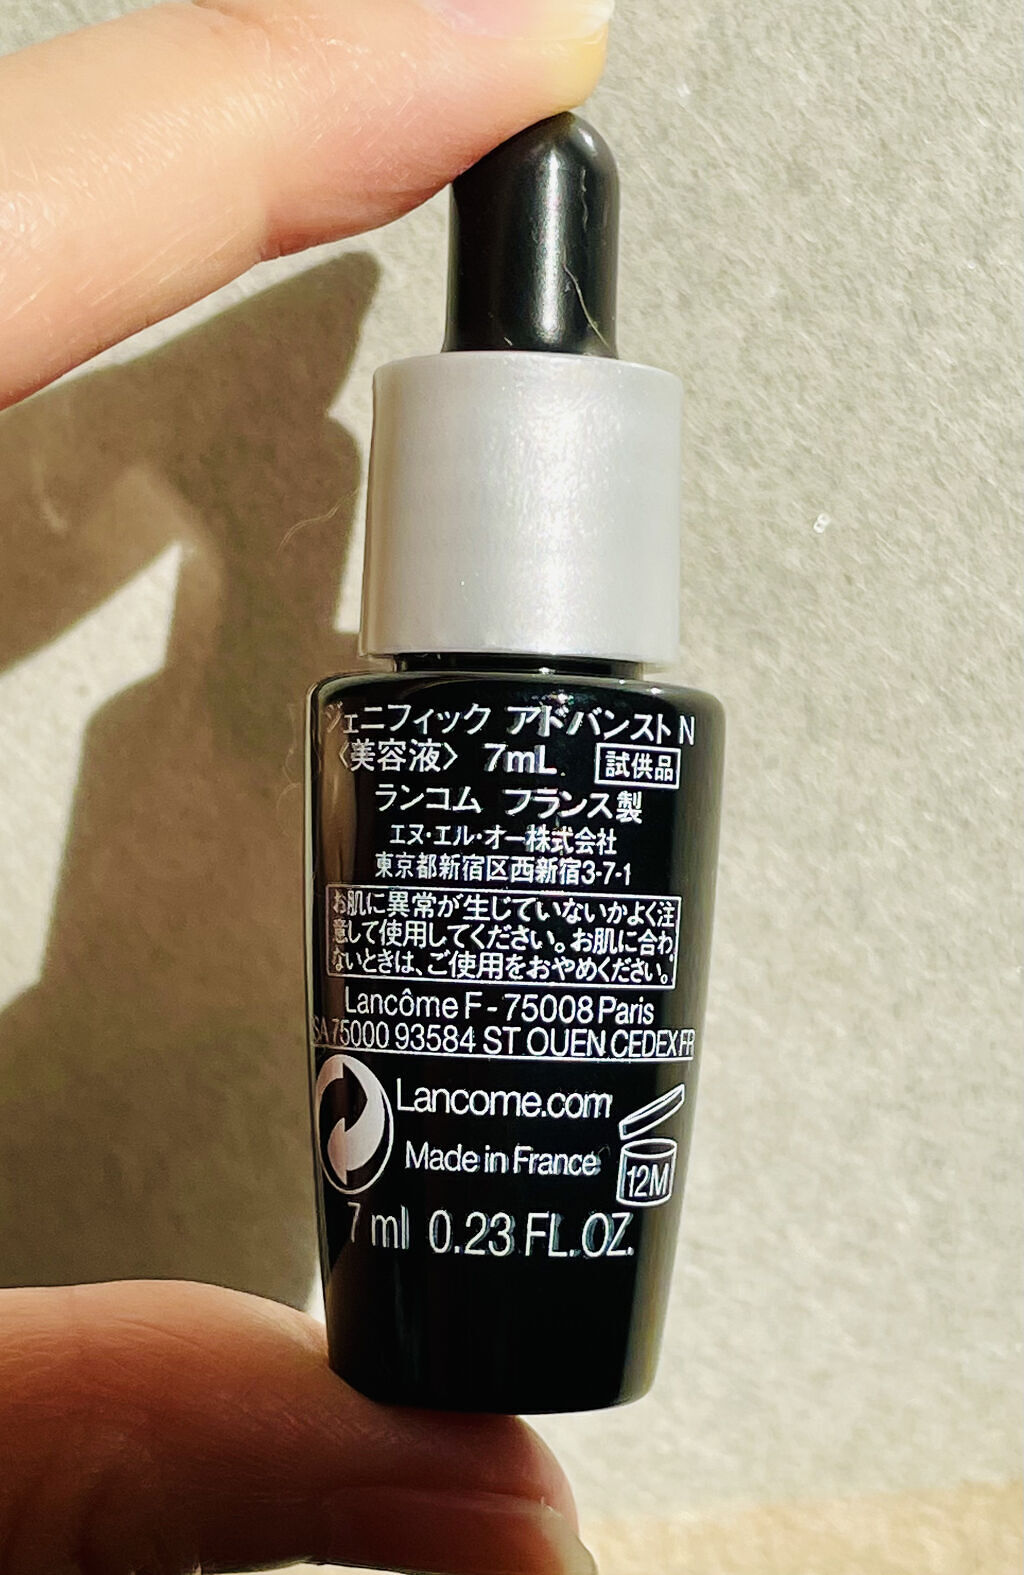 ジェニフィック アドバンスト N
〈美容液〉 7mL 試供品
ランコム フランス製
エヌ・エル・オー株式会社
東京都新宿区西新宿3-7-1
お肌に異常が生じていないかよく注
意して使用してください。お肌に合わ
ないときは、ご使用をおやめください。
Lancôme F - 75008 Paris
SA 75000 93584 ST OUEN CEDEX FR
Lancome.com
Made in France
12M
7 ml 0.23 FL.OZ.